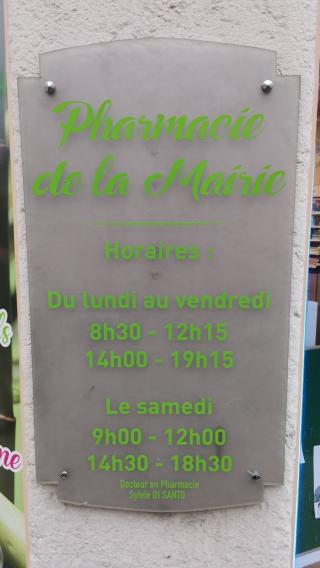 Pharmacie
de la Mairie
Horaires :
Du lundi au vendredi
8h30 - 12h15
14h00 - 19h15
Le samedi
9h00 - 12h00
14h30 - 18h30
Docteur en Pharmacie
Sylvie DI SANTO